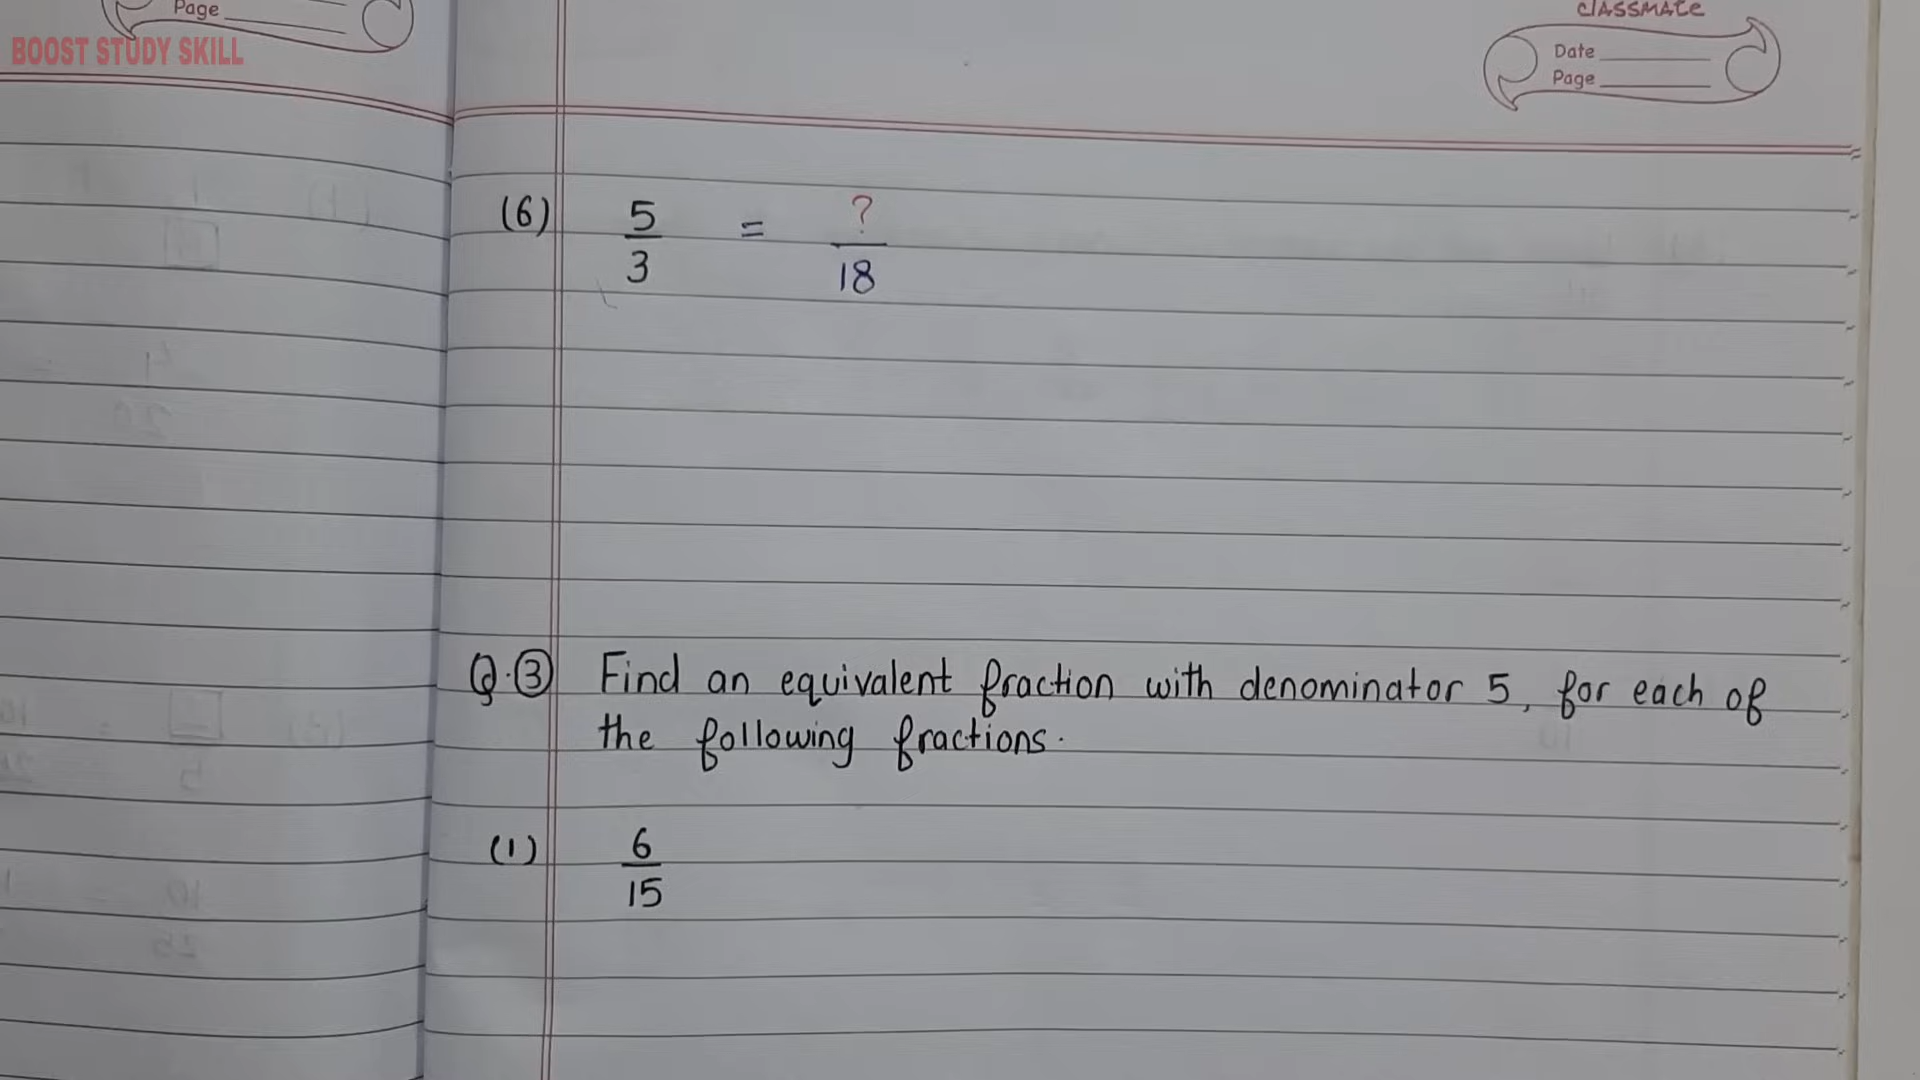 Page
BOOST STUDY SKILL
CLASSMATE
Date
Page
(6) 5/3 = ?/18
Q.③ Find an equivalent fraction with denominator 5, for each of
the following fractions.
(1) 6/15